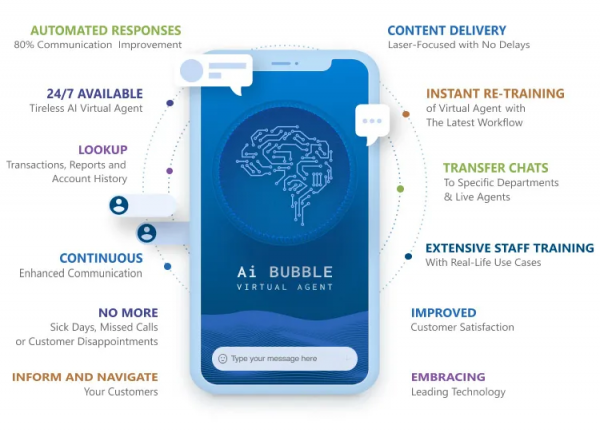 AUTOMATED RESPONSES
80% Communication Improvement
24/7 AVAILABLE
Tireless AI Virtual Agent
LOOKUP
Transactions, Reports and
Account History
CONTINUOUS
Enhanced Communication
NO MORE
Sick Days, Missed Calls
or Customer Disappointments
INFORM AND NAVIGATE
Your Customers
Ai BUBBLE
VIRTUAL AGENT
Type your message here
CONTENT DELIVERY
Laser-Focused with No Delays
INSTANT RE-TRAINING
of Virtual Agent with
The Latest Workflow
TRANSFER CHATS
To Specific Departments
& Live Agents
EXTENSIVE STAFF TRAINING
With Real-Life Use Cases
IMPROVED
Customer Satisfaction
EMBRACING
Leading Technology